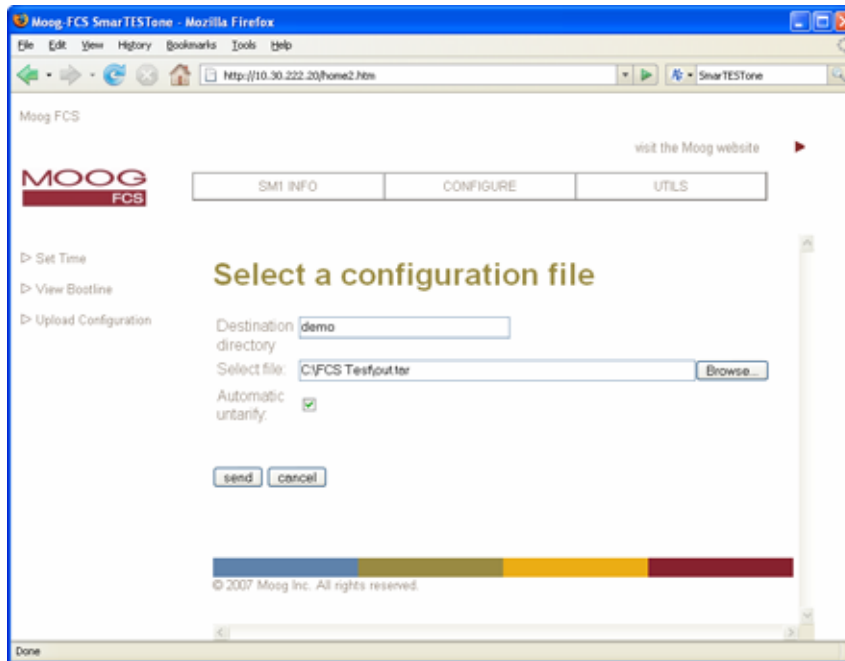 Moog-FCS SmarTESTone - Mozilla Firefox
File Edit View History Bookmarks Tools Help
http://10.30.222.20/home2.htm
SmarTESTone
Moog FCS
visit the Moog website
MOOG
FCS
SM1 INFO CONFIGURE UTILS
Set Time
View Bootline
Upload Configuration
Select a configuration file
Destination directory
demo
Select file: C:\FCS Test\out.tar Browse...
Automatic untarify:
send cancel
© 2007 Moog Inc. All rights reserved.
Done